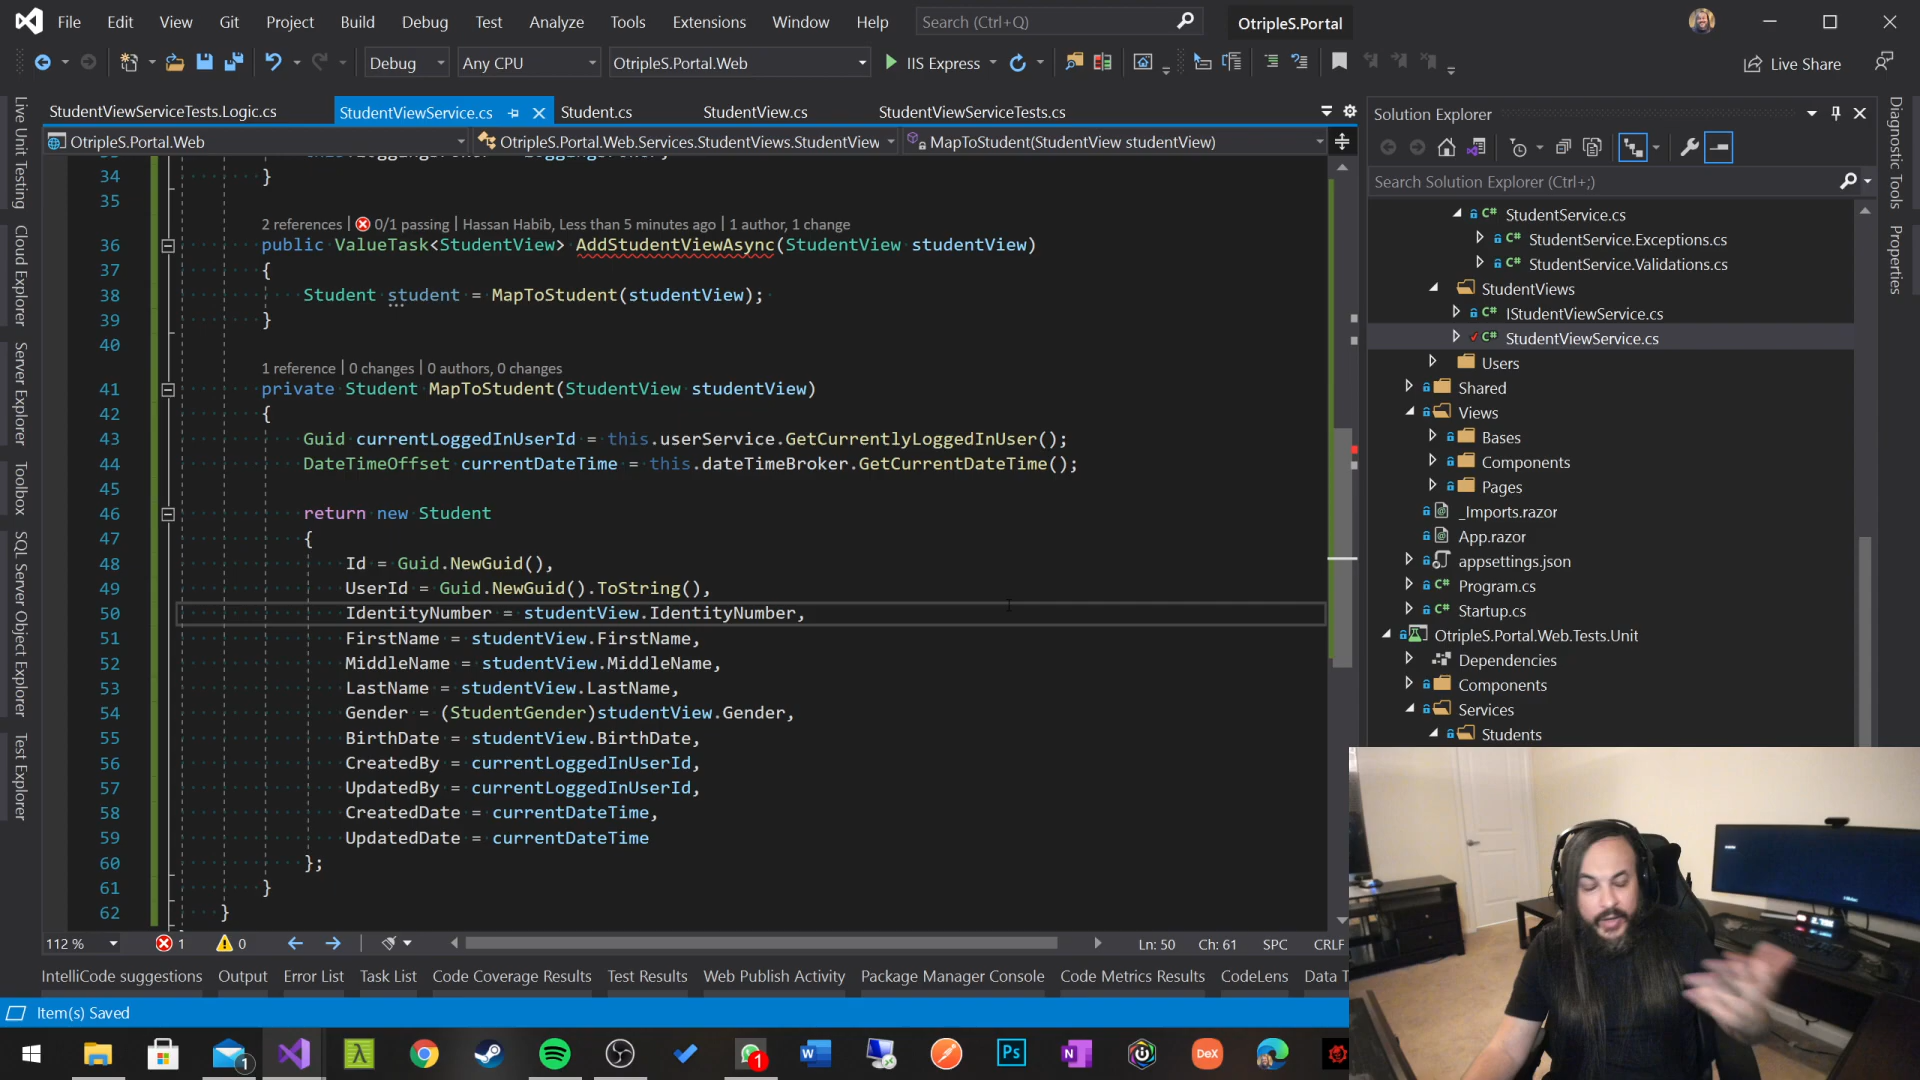 File Edit View Git Project Build Debug Test Analyze Tools Extensions Window Help Search (Ctrl+Q) OtripleS.Portal
Debug Any CPU OtripleS.Portal.Web IIS Express Live Share
StudentViewServiceTests.Logic.cs StudentViewService.cs Student.cs StudentView.cs StudentViewServiceTests.cs
OtripleS.Portal.Web OtripleS.Portal.Web.Services.StudentViews.StudentView MapToStudent(StudentView studentView)
34 }
35
2 references | 0/1 passing | Hassan Habib, Less than 5 minutes ago | 1 author, 1 change
36 public ValueTask<StudentView> AddStudentViewAsync(StudentView studentView)
37 {
38 Student student = MapToStudent(studentView);
39 }
40
1 reference | 0 changes | 0 authors, 0 changes
41 private Student MapToStudent(StudentView studentView)
42 {
43 Guid currentLoggedInUserId = this.userService.GetCurrentlyLoggedInUser();
44 DateTimeOffset currentDateTime = this.dateTimeBroker.GetCurrentDateTime();
45
46 return new Student
47 {
48 Id = Guid.NewGuid(),
49 UserId = Guid.NewGuid().ToString(),
50 IdentityNumber = studentView.IdentityNumber,
51 FirstName = studentView.FirstName,
52 MiddleName = studentView.MiddleName,
53 LastName = studentView.LastName,
54 Gender = (StudentGender)studentView.Gender,
55 BirthDate = studentView.BirthDate,
56 CreatedBy = currentLoggedInUserId,
57 UpdatedBy = currentLoggedInUserId,
58 CreatedDate = currentDateTime,
59 UpdatedDate = currentDateTime
60 };
61 }
62 }
112 % 1 0 Ln: 50 Ch: 61 SPC CRLF
IntelliCode suggestions Output Error List Task List Code Coverage Results Test Results Web Publish Activity Package Manager Console Code Metrics Results CodeLens Data T
Item(s) Saved
Live Unit Testing
Cloud Explorer
Server Explorer
Toolbox
SQL Server Object Explorer
Test Explorer
Solution Explorer
Search Solution Explorer (Ctrl+;)
C# StudentService.cs
C# StudentService.Exceptions.cs
C# StudentService.Validations.cs
StudentViews
C# IStudentViewService.cs
C# StudentViewService.cs
Users
Shared
Views
Bases
Components
Pages
_Imports.razor
App.razor
appsettings.json
C# Program.cs
C# Startup.cs
OtripleS.Portal.Web.Tests.Unit
Dependencies
Components
Services
Students
Diagnostic Tools
Properties
1
1
Ps
DeX